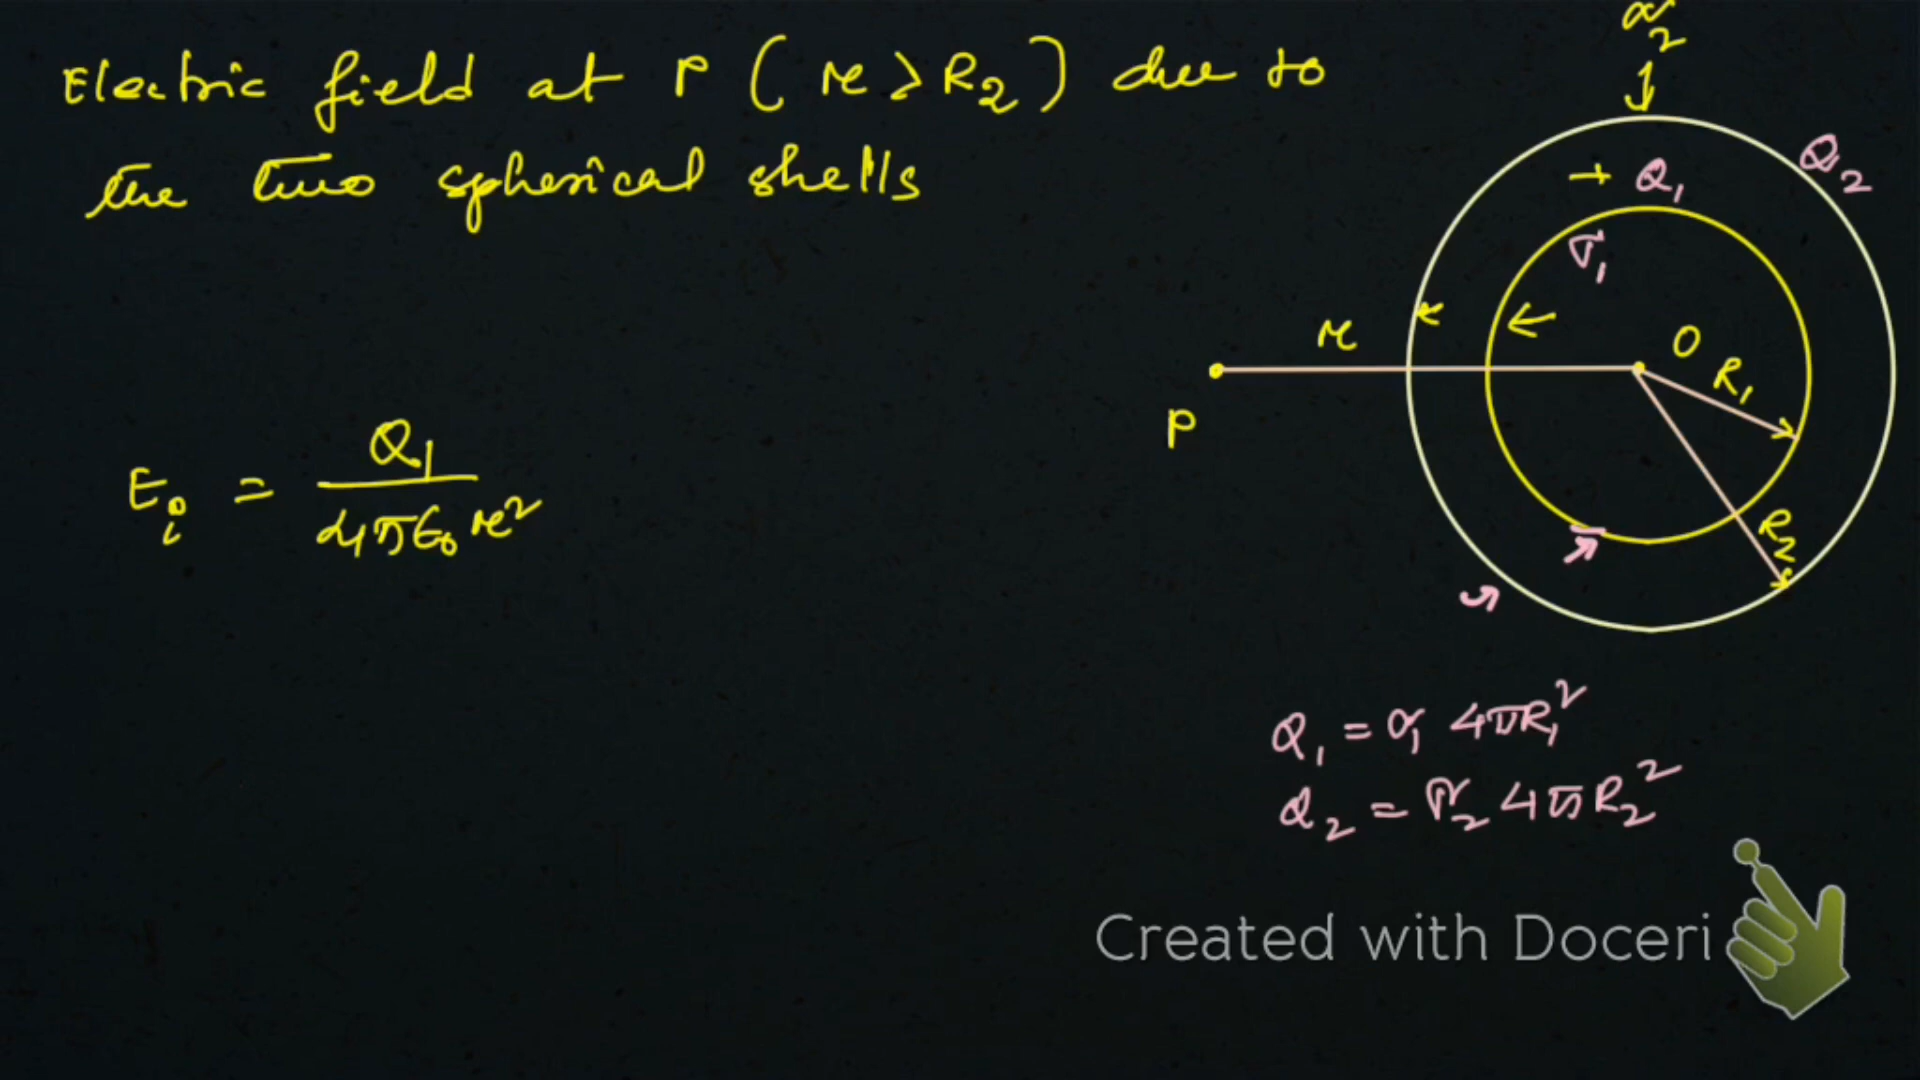 Electric field at P (r > R₂) due to
the two spherical shells
σ₂
Q₂
+ Q₁
σ₁
r
O
R₁
P
R₂
Eᵢ = Q₁ / 4πε₀r²
Q₁ = σ₁ 4πR₁²
Q₂ = σ₂ 4πR₂²
Created with Doceri